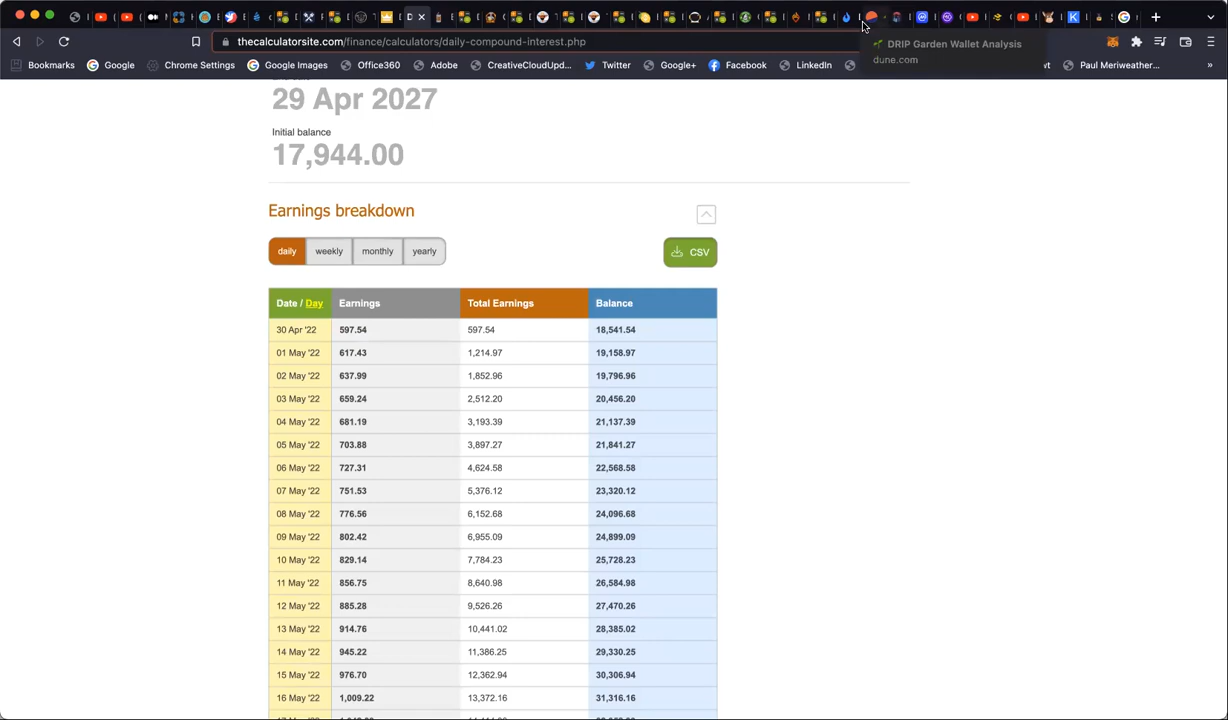 thecalculatorsite.com/finance/calculators/daily-compound-interest.php
DRIP Garden Wallet Analysis
dune.com
Bookmarks
Google
Chrome Settings
Google Images
Office360
Adobe
CreativeCloudUpd...
Twitter
Google+
Facebook
LinkedIn
Paul Meriweather...
»
29 Apr 2027
Initial balance
17,944.00
Earnings breakdown
daily weekly monthly yearly
CSV
Date / Day Earnings Total Earnings Balance
30 Apr '22 597.54 597.54 18,541.54
01 May '22 617.43 1,214.97 19,158.97
02 May '22 637.99 1,852.96 19,796.96
03 May '22 659.24 2,512.20 20,456.20
04 May '22 681.19 3,193.39 21,137.39
05 May '22 703.88 3,897.27 21,841.27
06 May '22 727.31 4,624.58 22,568.58
07 May '22 751.53 5,376.12 23,320.12
08 May '22 776.56 6,152.68 24,096.68
09 May '22 802.42 6,955.09 24,899.09
10 May '22 829.14 7,784.23 25,728.23
11 May '22 856.75 8,640.98 26,584.98
12 May '22 885.28 9,526.26 27,470.26
13 May '22 914.76 10,441.02 28,385.02
14 May '22 945.22 11,386.25 29,330.25
15 May '22 976.70 12,362.94 30,306.94
16 May '22 1,009.22 13,372.16 31,316.16